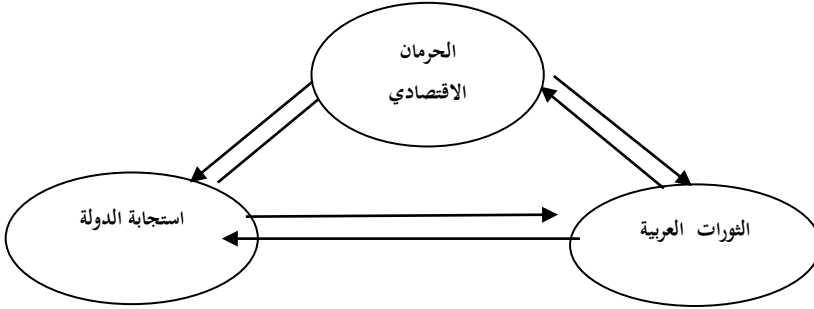 الحرمان
الاقتصادي
استجابة الدولة
الثورات العربية